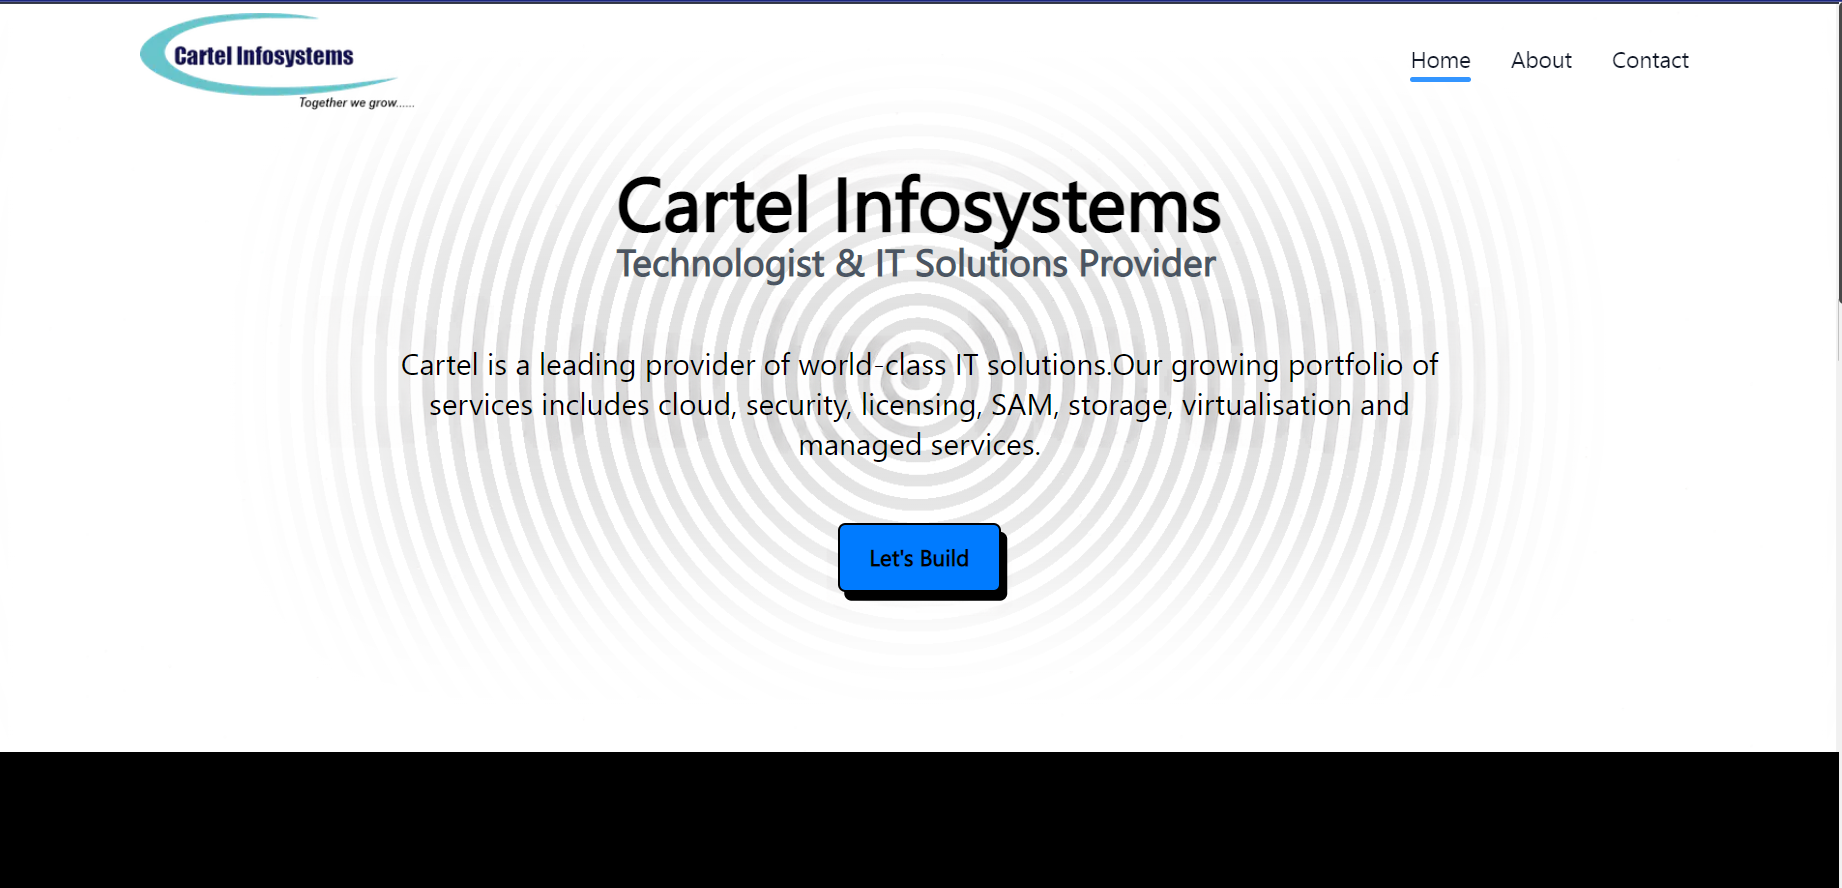 Cartel Infosystems
Together we grow......
Home About Contact
Cartel Infosystems
Technologist & IT Solutions Provider
Cartel is a leading provider of world-class IT solutions.Our growing portfolio of
services includes cloud, security, licensing, SAM, storage, virtualisation and
managed services.
Let's Build